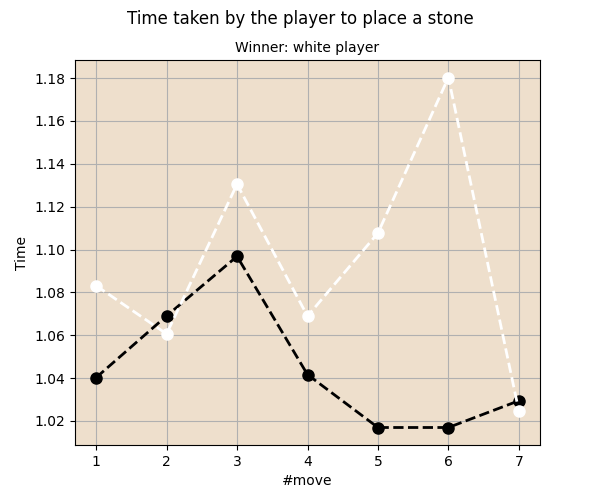 Time taken by the player to place a stone
Winner: white player
1.18
1.16
1.14
1.12
1.10
1.08
1.06
1.04
1.02
Time
1 2 3 4 5 6 7
#move